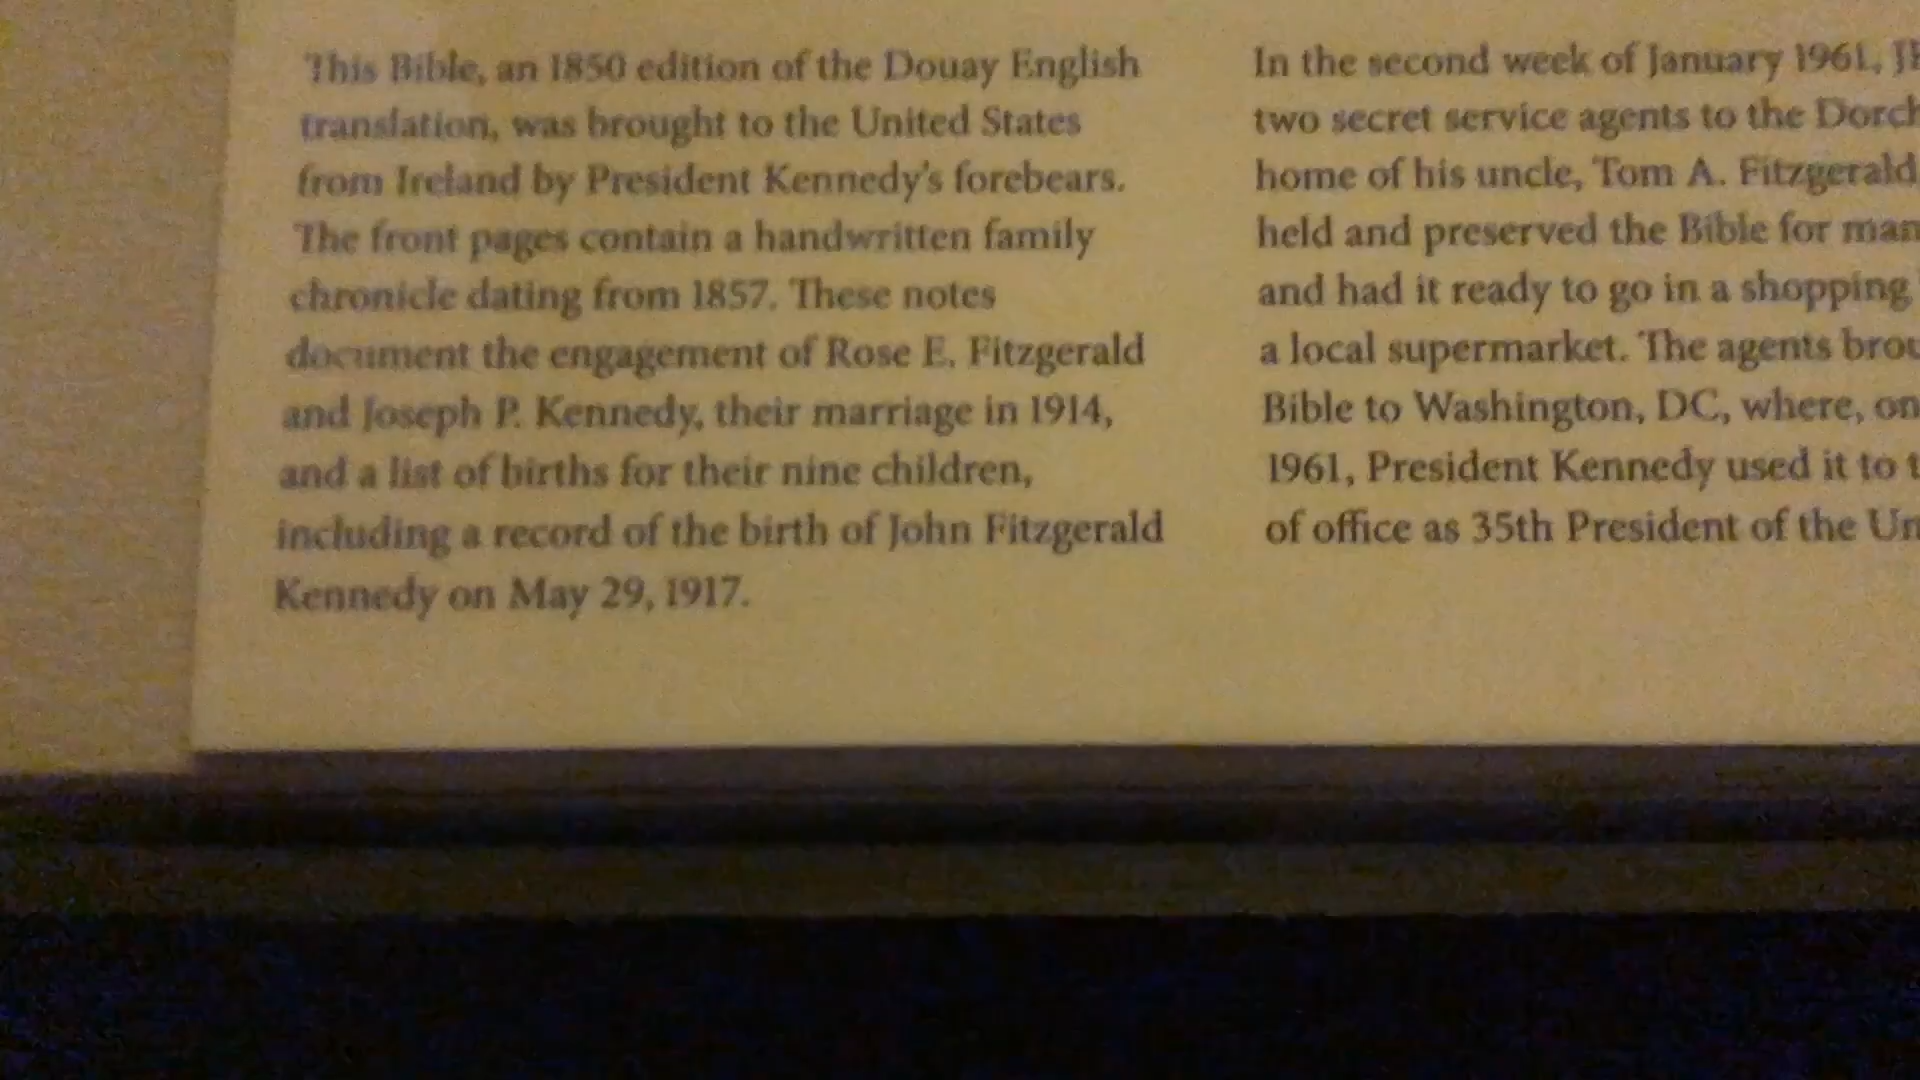 This Bible, an 1850 edition of the Douay English
translation, was brought to the United States
from Ireland by President Kennedy's forebears.
The front pages contain a handwritten family
chronicle dating from 1857. These notes
document the engagement of Rose E. Fitzgerald
and Joseph P. Kennedy, their marriage in 1914,
and a list of births for their nine children,
including a record of the birth of John Fitzgerald
Kennedy on May 29, 1917.
In the second week of January 1961,
two secret service agents to the
home of his uncle, Tom A. Fitzgerald
held and preserved the Bible for
and had it ready to go in a shopping
a local supermarket. The agents
Bible to Washington, DC, where, on
1961, President Kennedy used it to
of office as 35th President of the